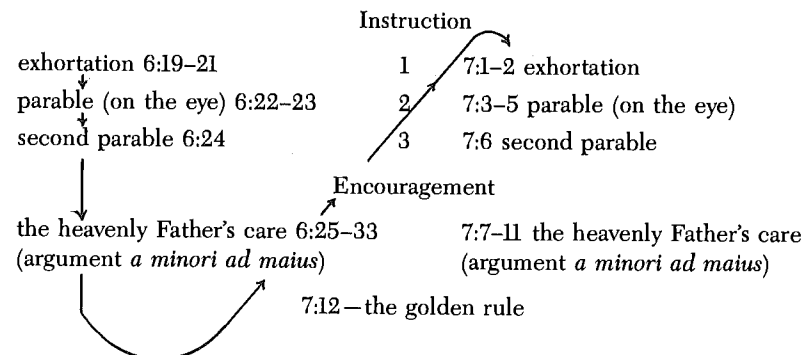 Instruction
exhortation 6:19–21 1 7:1–2 exhortation
parable (on the eye) 6:22–23 2 7:3–5 parable (on the eye)
second parable 6:24 3 7:6 second parable
Encouragement
the heavenly Father's care 6:25–33 7:7–11 the heavenly Father's care
(argument a minori ad maius) (argument a minori ad maius)
7:12—the golden rule